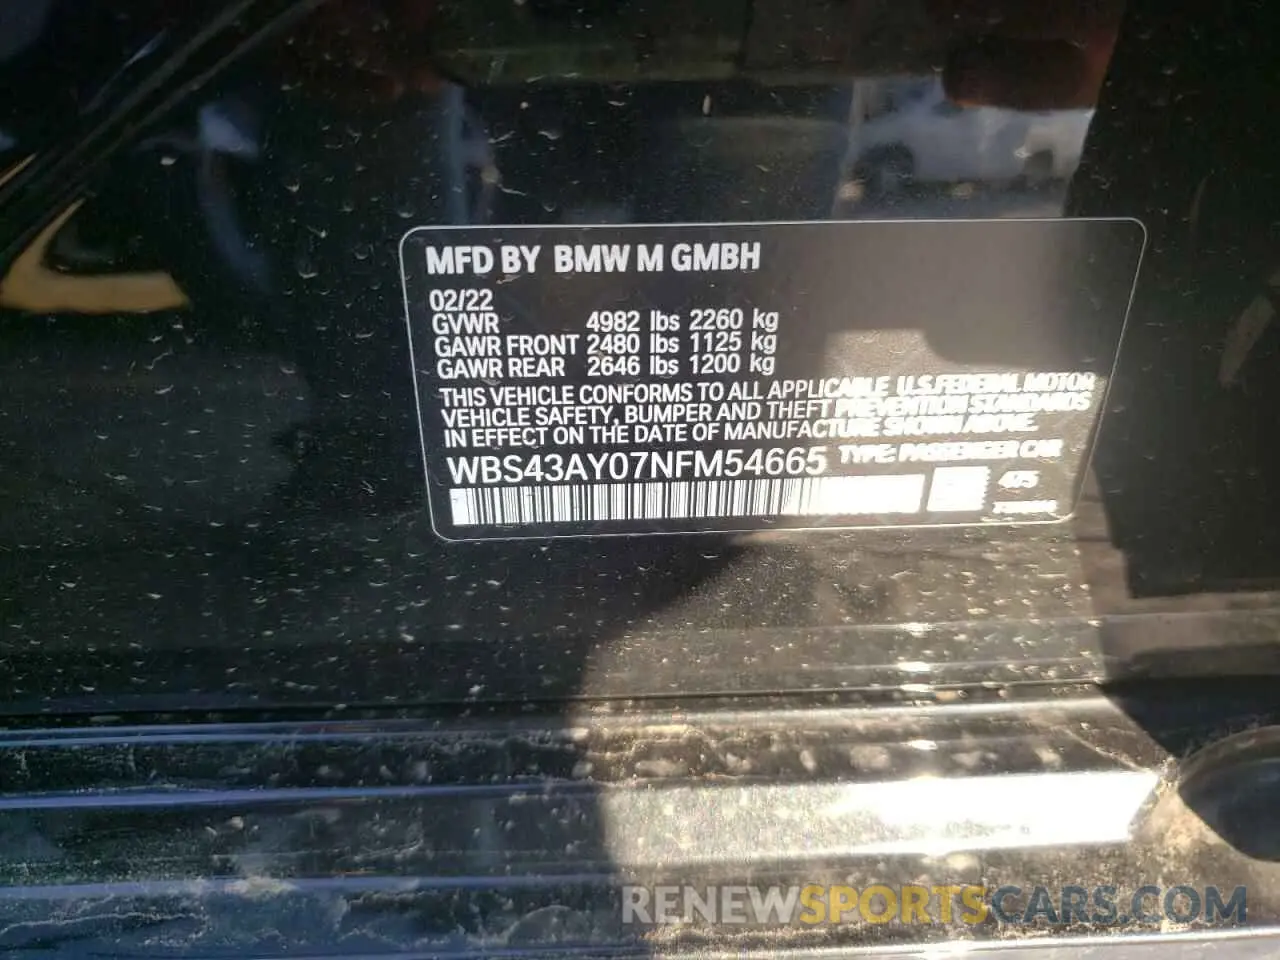 MFD BY BMW M GMBH
02/22
GVWR 4982 lbs 2260 kg
GAWR FRONT 2480 lbs 1125 kg
GAWR REAR 2646 lbs 1200 kg
THIS VEHICLE CONFORMS TO ALL APPLICABLE U.S.FEDERAL MOTOR
VEHICLE SAFETY, BUMPER AND THEFT PREVENTION STANDARDS
IN EFFECT ON THE DATE OF MANUFACTURE SHOWN ABOVE.
WBS43AY07NFM54665 TYPE: PASSENGER CAR
475
RENEWSPORTSCARS.COM